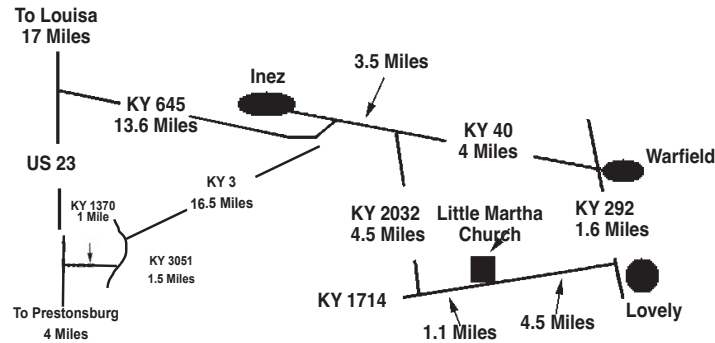 To Louisa
17 Miles
3.5 Miles
Inez
KY 645
13.6 Miles
KY 40
4 Miles
Warfield
US 23
KY 3
16.5 Miles
KY 1370
1 Mile
KY 2032
4.5 Miles
Little Martha
Church
KY 292
1.6 Miles
KY 3051
1.5 Miles
KY 1714
To Prestonsburg
4 Miles
1.1 Miles
4.5 Miles
Lovely